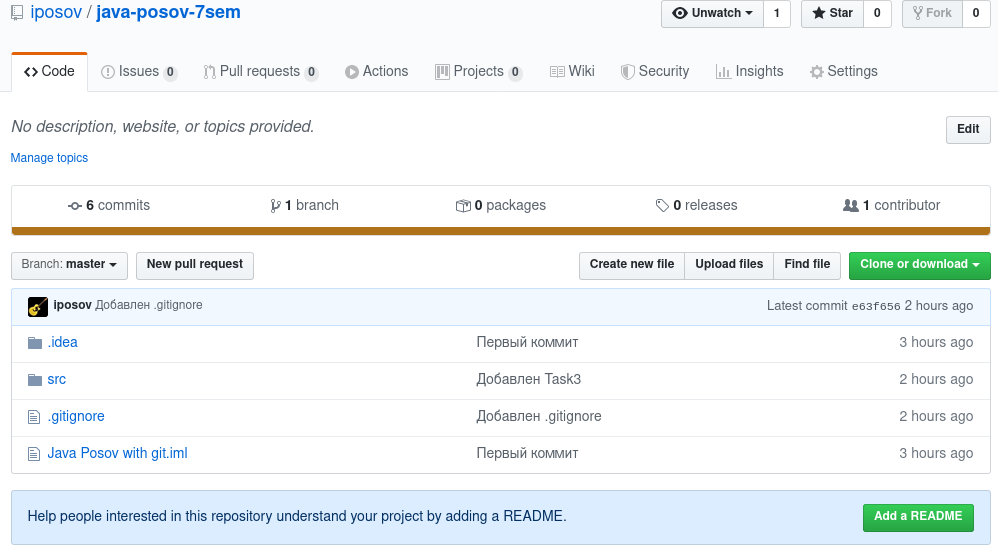 iposov / java-posov-7sem Unwatch 1 Star 0 Fork 0
Code Issues 0 Pull requests 0 Actions Projects 0 Wiki Security Insights Settings
No description, website, or topics provided. Edit
Manage topics
6 commits 1 branch 0 packages 0 releases 1 contributor
Branch: master New pull request Create new file Upload files Find file Clone or download
iposov Добавлен .gitignore Latest commit e63f656 2 hours ago
.idea Первый коммит 3 hours ago
src Добавлен Task3 2 hours ago
.gitignore Добавлен .gitignore 2 hours ago
Java Posov with git.iml Первый коммит 3 hours ago
Help people interested in this repository understand your project by adding a README. Add a README